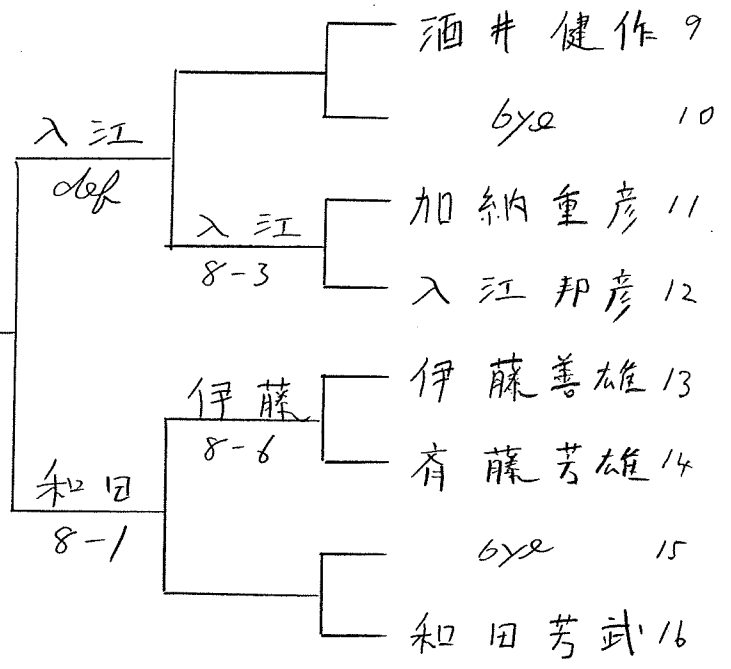 酒井健作 9
bye 10
入江
def
加納重彦 11
入江
8-3
入江邦彦 12
伊藤善雄 13
伊藤
8-6
斉藤芳雄 14
和田
8-1
bye 15
和田芳武 16